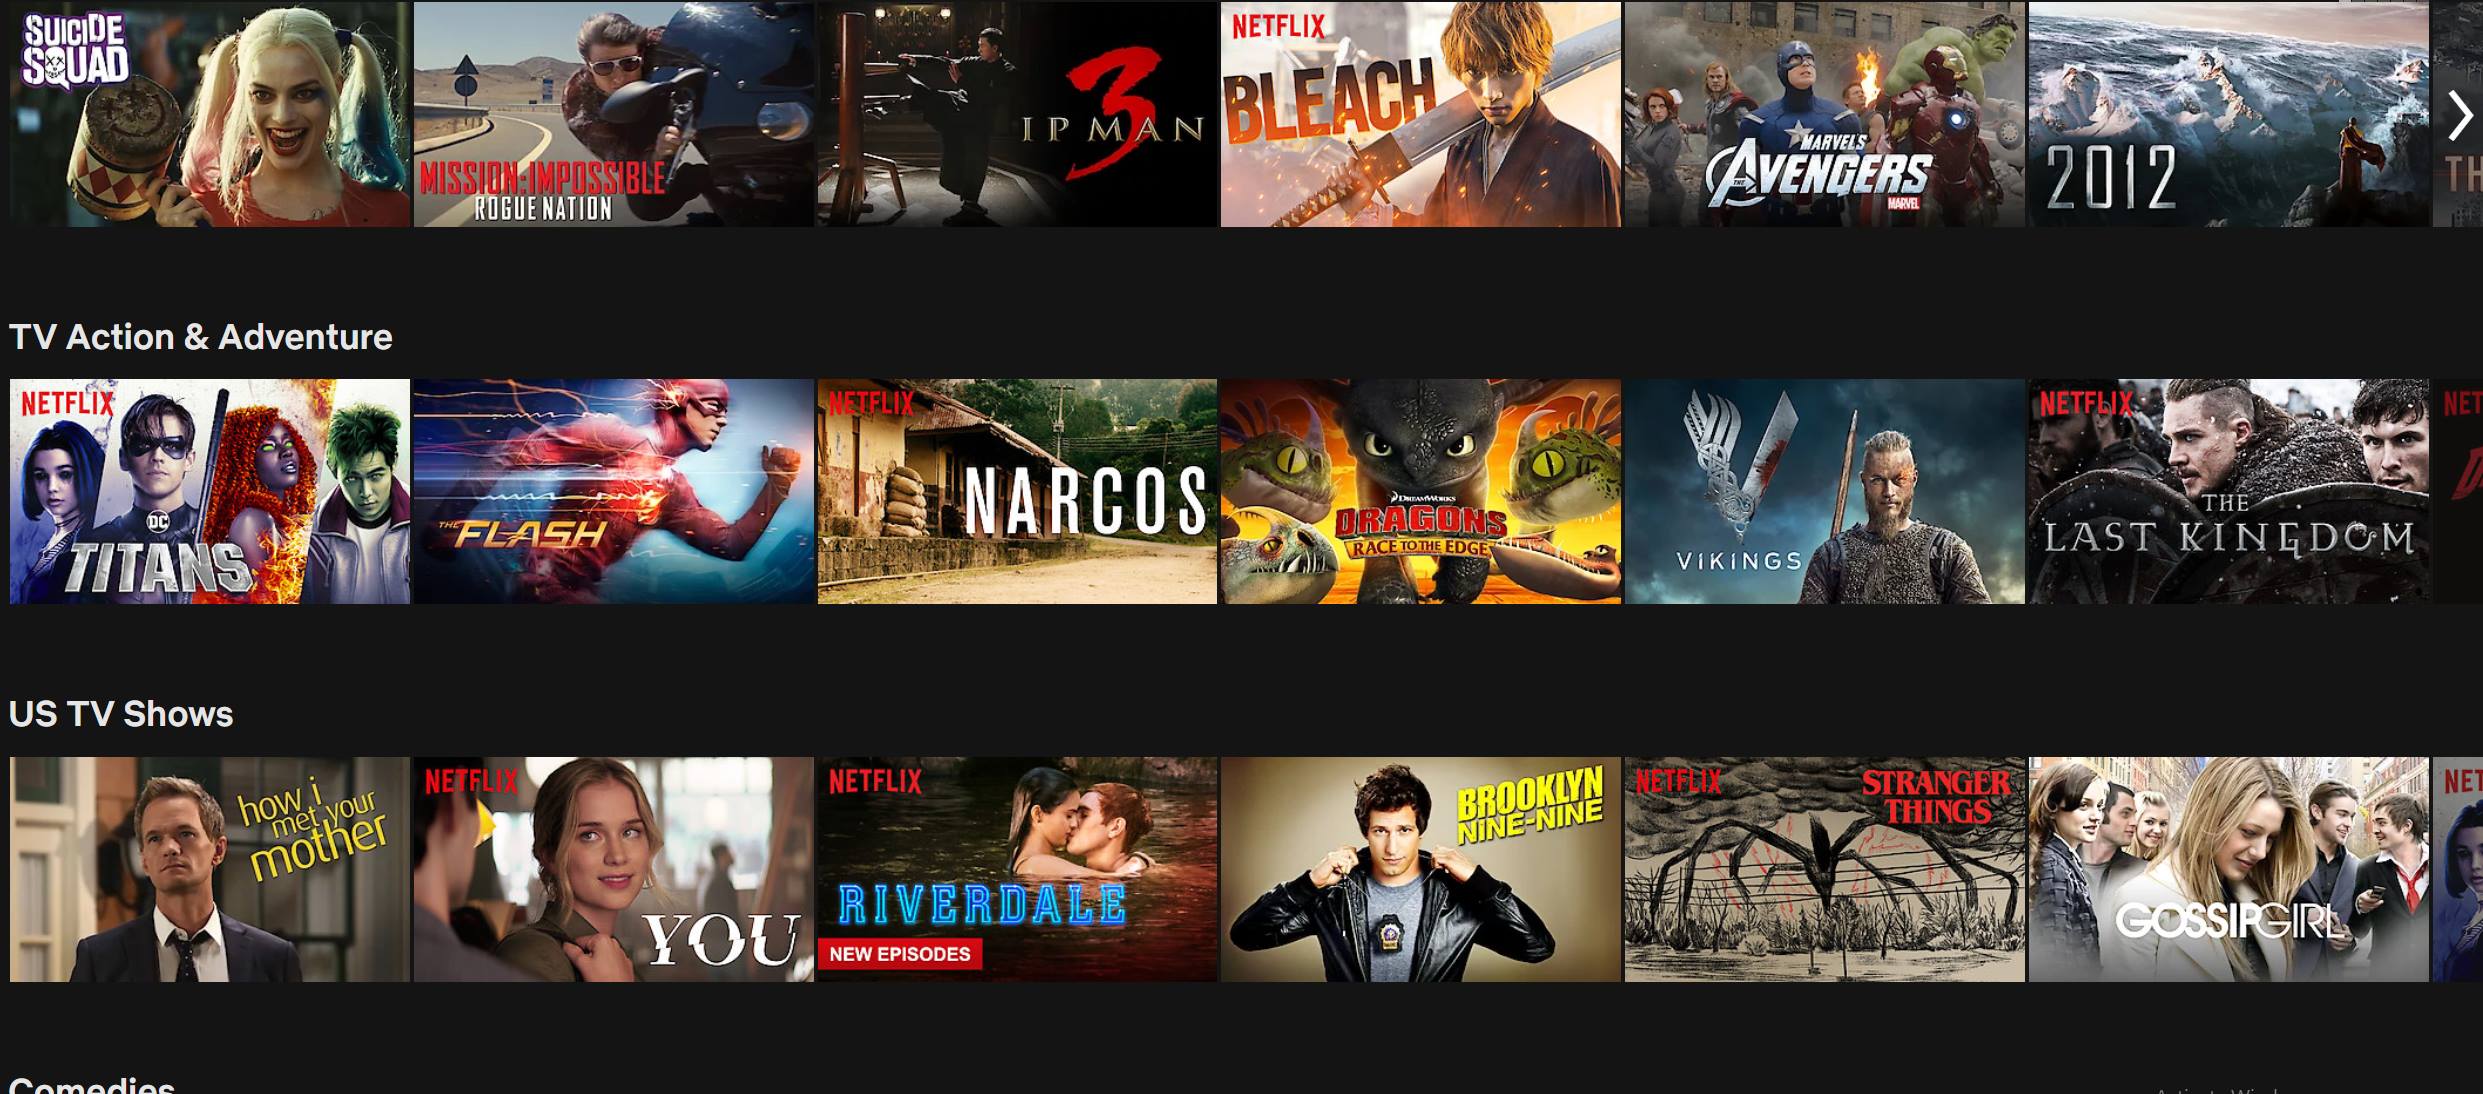 SUICIDE
SQUAD
MISSION:IMPOSSIBLE
ROGUE NATION
3
IP MAN
NETFLIX
BLEACH
MARVEL'S
THE AVENGERS
MARVEL
2012
TH
TV Action & Adventure
NETFLIX
DC
TITANS
THE
FLASH
NETFLIX
NARCOS
DREAMWORKS
DRAGONS
RACE TO THE EDGE
VIKINGS
NETFLIX
THE
LAST KINGDOM
NET
D
US TV Shows
how i
met your
mother
NETFLIX
YOU
NETFLIX
RIVERDALE
NEW EPISODES
BROOKLYN
NINE-NINE
NETFLIX
STRANGER
THINGS
GOSSIPGIRL
NET
Comedies